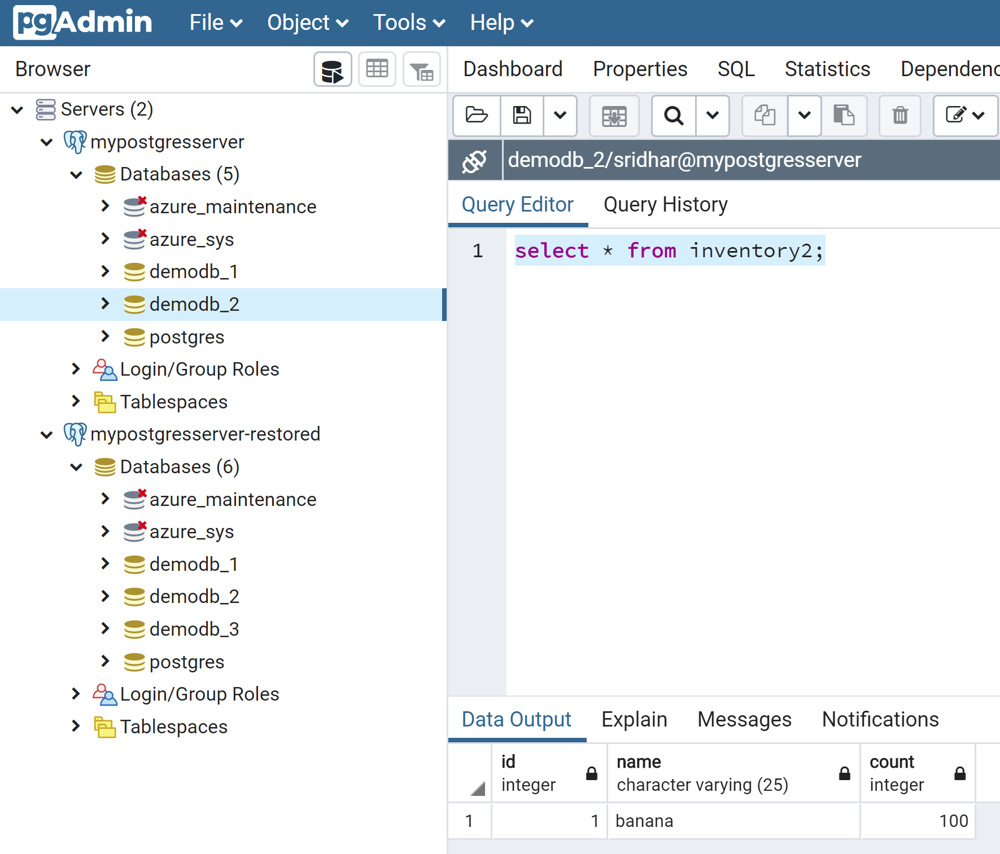 pgAdmin File Object Tools Help
Browser
Servers (2)
mypostgresserver
Databases (5)
azure_maintenance
azure_sys
demodb_1
demodb_2
postgres
Login/Group Roles
Tablespaces
mypostgresserver-restored
Databases (6)
azure_maintenance
azure_sys
demodb_1
demodb_2
demodb_3
postgres
Login/Group Roles
Tablespaces
Dashboard Properties SQL Statistics Dependenc
demodb_2/sridhar@mypostgresserver
Query Editor Query History
1 select * from inventory2;
Data Output Explain Messages Notifications
id name count
integer character varying (25) integer
1 1 banana 100